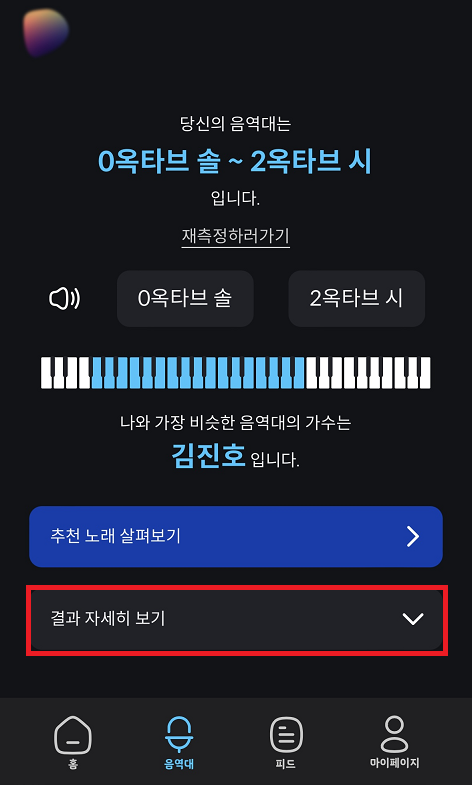 당신의 음역대는
0옥타브 솔 ~ 2옥타브 시
입니다.
재측정하러가기
0옥타브 솔 2옥타브 시
나와 가장 비슷한 음역대의 가수는
김진호 입니다.
추천 노래 살펴보기
결과 자세히 보기
홈 음역대 피드 마이페이지